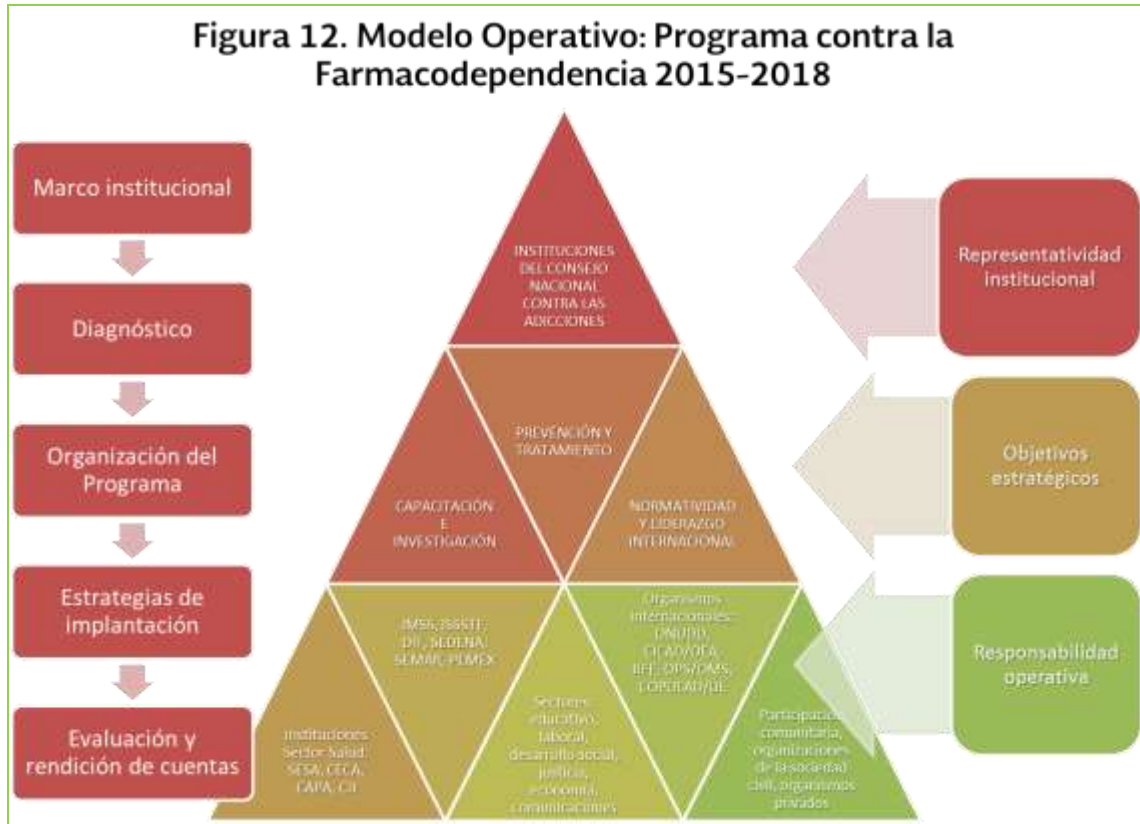 Figura 12. Modelo Operativo: Programa contra la
Farmacodependencia 2015-2018
Marco institucional
Diagnóstico
Organización del
Programa
Estrategias de
implantación
Evaluación y
rendición de cuentas
INSTITUCIONES
DEL CONSEJO
NACIONAL
CONTRA LAS
ADICCIONES
PREVENCIÓN Y
TRATAMIENTO
CAPACITACIÓN
E
INVESTIGACIÓN
NORMATIVIDAD
Y LIDERAZGO
INTERNACIONAL
IMSS, ISSSTE,
DIF, SEDENA,
SEMAR, PEMEX
Organismos
internacionales:
ONUDD,
CICAD/OEA,
OPS/OMS,
COPOLAD/UE
Instituciones
Sector Salud:
SESA, CECA,
CAPA, CIJ
Sectores:
educativo,
laboral,
desarrollo social,
justicia,
economía,
comunicaciones
Participación
comunitaria,
organizaciones
de la sociedad
civil, organismos
privados
Representatividad
institucional
Objetivos
estratégicos
Responsabilidad
operativa